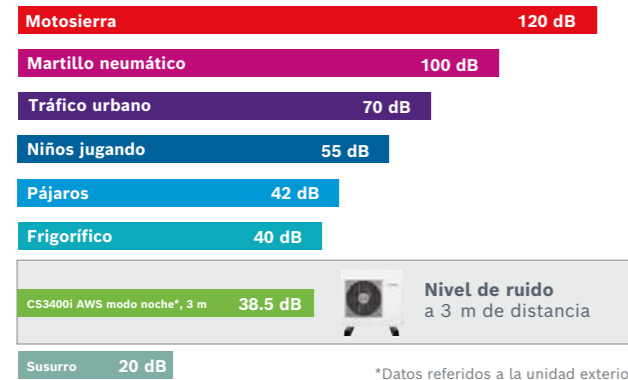 Motosierra 120 dB
Martillo neumático 100 dB
Tráfico urbano 70 dB
Niños jugando 55 dB
Pájaros 42 dB
Frigorífico 40 dB
CS3400i AWS modo noche*, 3 m 38.5 dB
Nivel de ruido
a 3 m de distancia
Susurro 20 dB
*Datos referidos a la unidad exterio